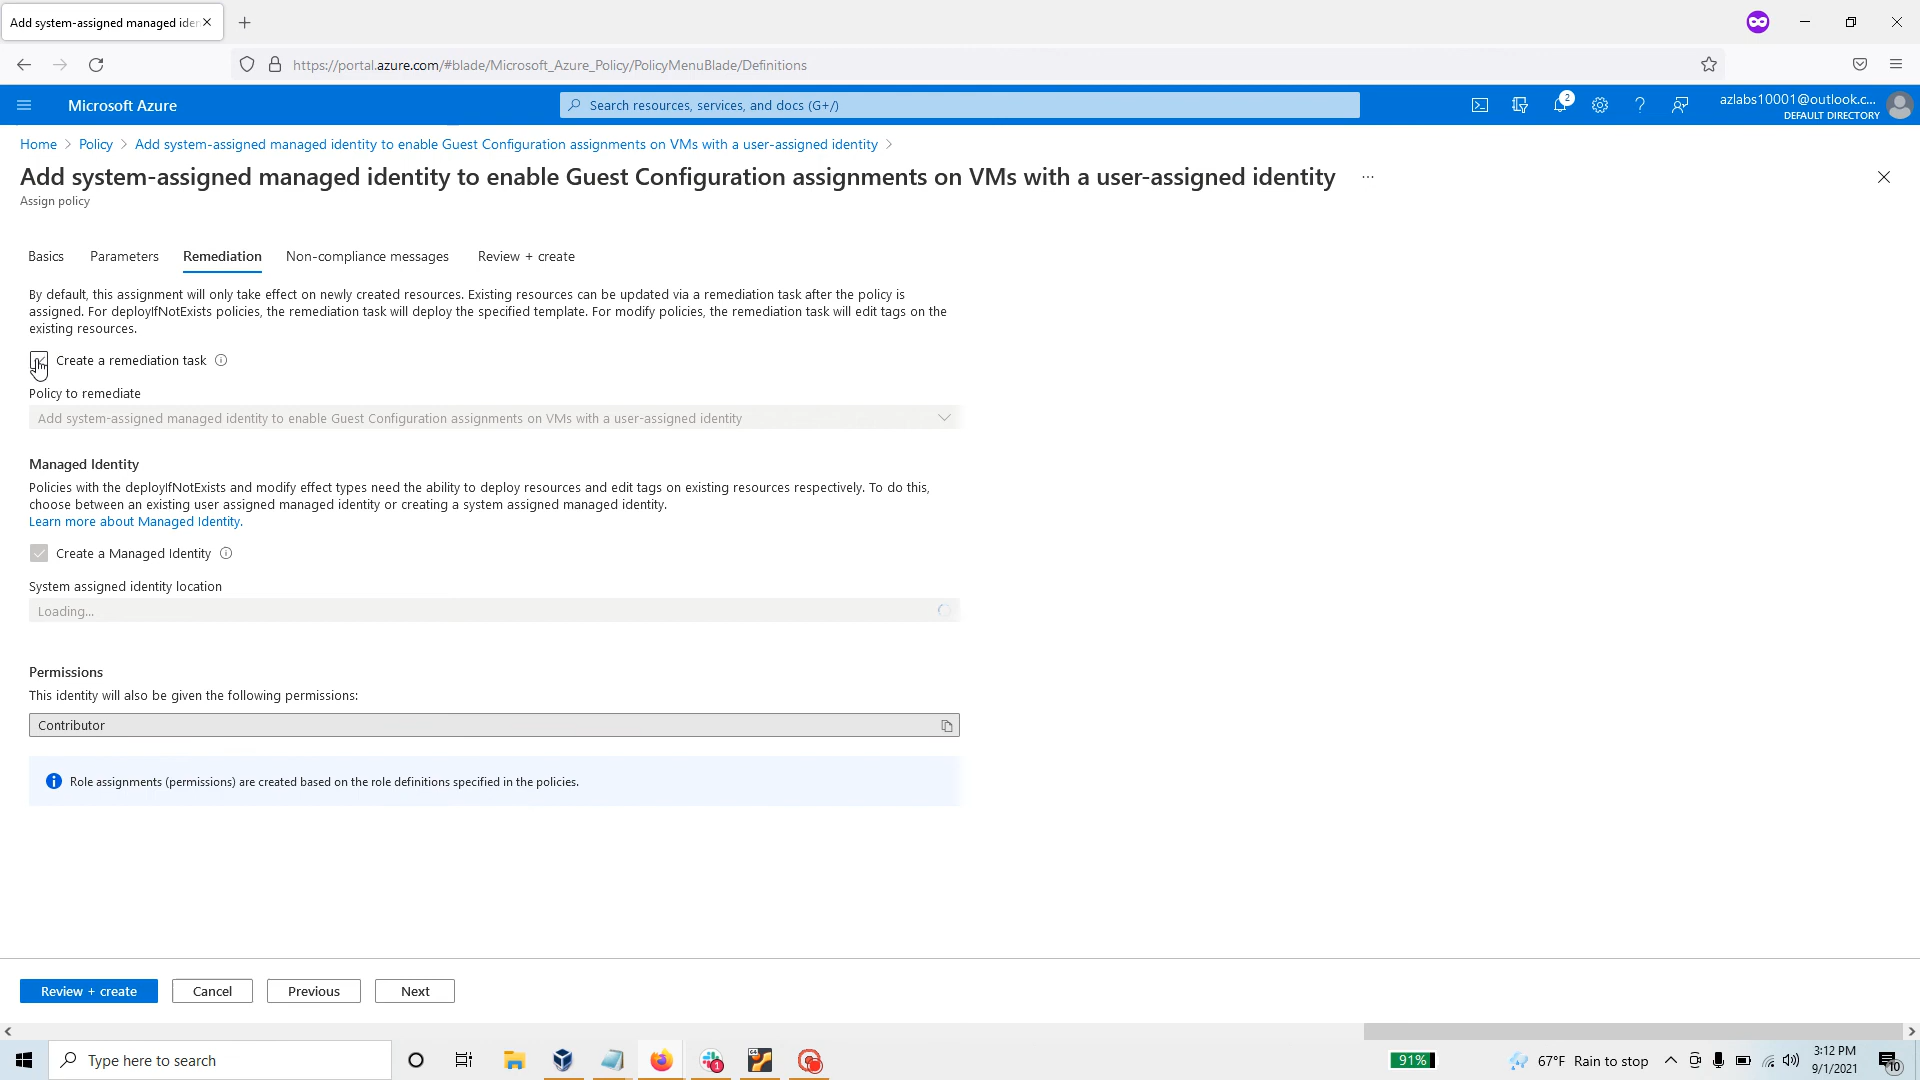 Add system-assigned managed iden
https://portal.azure.com/#blade/Microsoft_Azure_Policy/PolicyMenuBlade/Definitions
Microsoft Azure
Search resources, services, and docs (G+/)
2
azlabs10001@outlook.c...
DEFAULT DIRECTORY
Home > Policy > Add system-assigned managed identity to enable Guest Configuration assignments on VMs with a user-assigned identity >
Add system-assigned managed identity to enable Guest Configuration assignments on VMs with a user-assigned identity ...
Assign policy
Basics Parameters Remediation Non-compliance messages Review + create
By default, this assignment will only take effect on newly created resources. Existing resources can be updated via a remediation task after the policy is
assigned. For deployIfNotExists policies, the remediation task will deploy the specified template. For modify policies, the remediation task will edit tags on the
existing resources.
Create a remediation task
Policy to remediate
Add system-assigned managed identity to enable Guest Configuration assignments on VMs with a user-assigned identity
Managed Identity
Policies with the deployIfNotExists and modify effect types need the ability to deploy resources and edit tags on existing resources respectively. To do this,
choose between an existing user assigned managed identity or creating a system assigned managed identity.
Learn more about Managed Identity.
Create a Managed Identity
System assigned identity location
Loading...
Permissions
This identity will also be given the following permissions:
Contributor
Role assignments (permissions) are created based on the role definitions specified in the policies.
Review + create Cancel Previous Next
Type here to search
1
91%
67°F Rain to stop
3:12 PM
9/1/2021
10